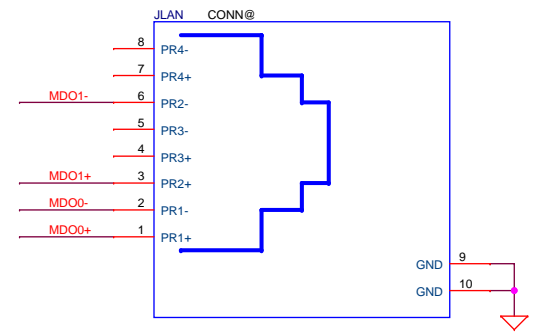 JLAN CONN@
8 PR4-
7 PR4+
MDO1- 6 PR2-
5 PR3-
4 PR3+
MDO1+ 3 PR2+
MDO0- 2 PR1-
MDO0+ 1 PR1+
GND 9
GND 10